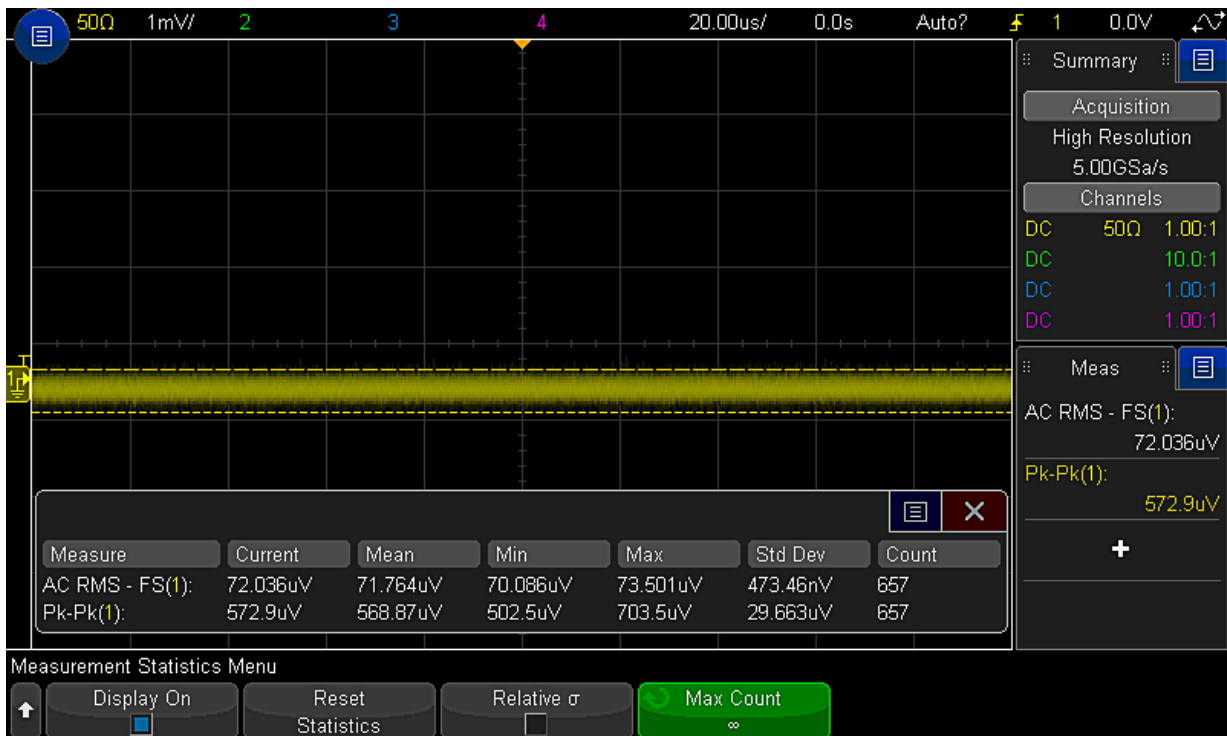 50Ω 1mV/ 2 3 4 20.00us/ 0.0s Auto? 1 0.0V
Summary
Acquisition
High Resolution
5.00GSa/s
Channels
DC 50Ω 1.00:1
DC 10.0:1
DC 1.00:1
DC 1.00:1
T
1
Meas
AC RMS - FS(1):
72.036uV
Pk-Pk(1):
572.9uV
+
Measure Current Mean Min Max Std Dev Count
AC RMS - FS(1): 72.036uV 71.764uV 70.086uV 73.501uV 473.46nV 657
Pk-Pk(1): 572.9uV 568.87uV 502.5uV 703.5uV 29.663uV 657
Measurement Statistics Menu
Display On
Reset
Statistics
Relative σ
Max Count
∞